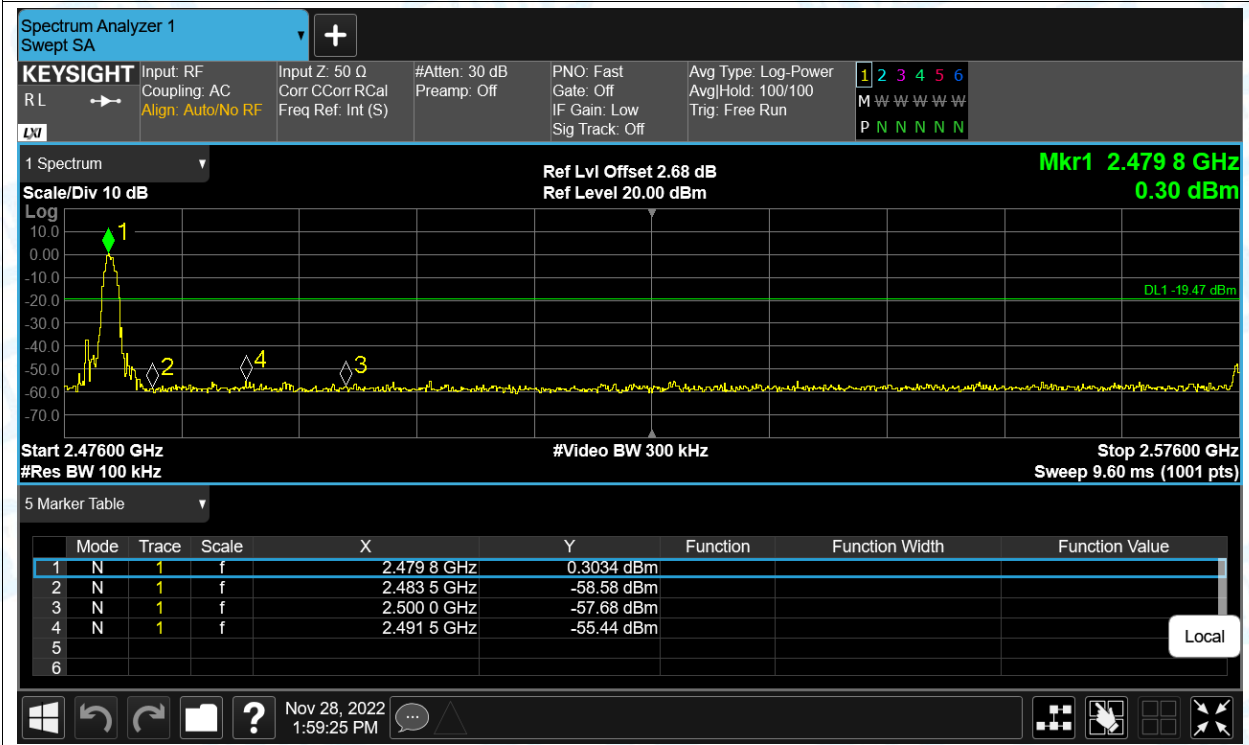 Spectrum Analyzer 1
Swept SA
KEYSIGHT
R L
LXI
Input: RF
Coupling: AC
Align: Auto/No RF
Input Z: 50 Ω
Corr CCorr RCal
Freq Ref: Int (S)
#Atten: 30 dB
Preamp: Off
PNO: Fast
Gate: Off
IF Gain: Low
Sig Track: Off
Avg Type: Log-Power
Avg|Hold: 100/100
Trig: Free Run
1 2 3 4 5 6
M W W W W W
P N N N N N
1 Spectrum
Scale/Div 10 dB
Ref Lvl Offset 2.68 dB
Ref Level 20.00 dBm
Mkr1 2.479 8 GHz
0.30 dBm
Log
10.0
0.00
-10.0
-20.0
-30.0
-40.0
-50.0
-60.0
-70.0
1
2
4
3
DL1 -19.47 dBm
Start 2.47600 GHz
#Res BW 100 kHz
#Video BW 300 kHz
Stop 2.57600 GHz
Sweep 9.60 ms (1001 pts)
5 Marker Table
Mode Trace Scale X Y Function Function Width Function Value
1 N 1 f 2.479 8 GHz 0.3034 dBm
2 N 1 f 2.483 5 GHz -58.58 dBm
3 N 1 f 2.500 0 GHz -57.68 dBm
4 N 1 f 2.491 5 GHz -55.44 dBm
5
6
Local
?
Nov 28, 2022
1:59:25 PM